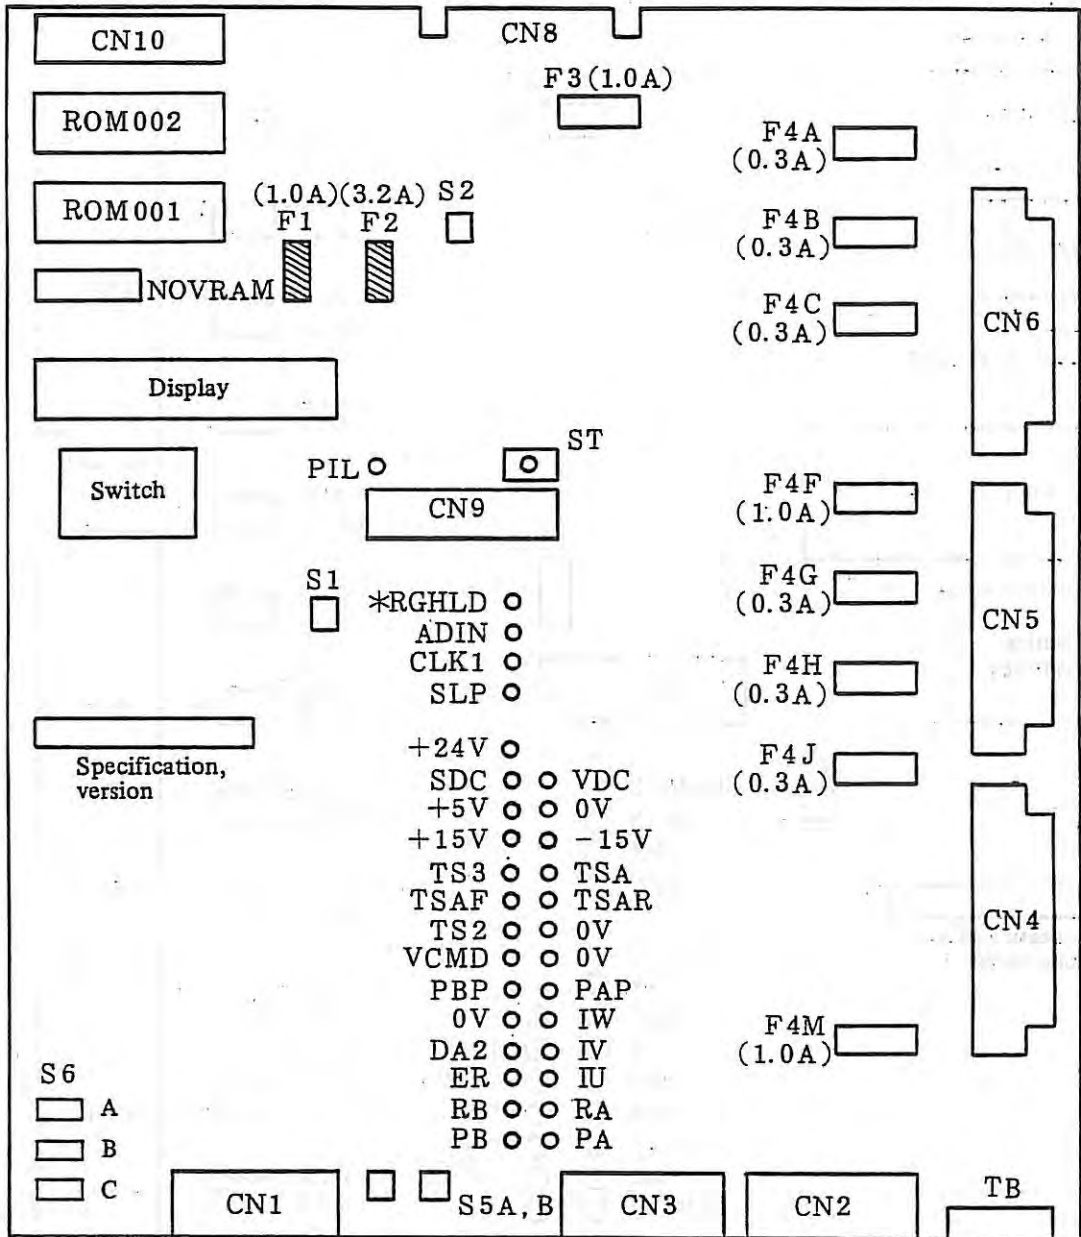 CN10
CN8
F3(1.0A)
ROM002
F4A
(0.3A)
ROM001
(1.0A)(3.2A) S2
F1 F2
F4B
(0.3A)
NOVRAM
F4C
(0.3A)
CN6
Display
ST
PIL
Switch
CN9
F4F
(1.0A)
S1
*RGHLD
ADIN
CLK1
SLP
F4G
(0.3A)
CN5
F4H
(0.3A)
Specification,
version
+24V
F4J
(0.3A)
SDC VDC
+5V 0V
+15V -15V
TS3 TSA
TSAF TSAR
TS2 0V
VCMD 0V
CN4
PBP PAP
0V IW
DA2 IV
ER IU
RB RA
PB PA
F4M
(1.0A)
S6
A
B
C
CN1
S5A, B
CN3
CN2
TB